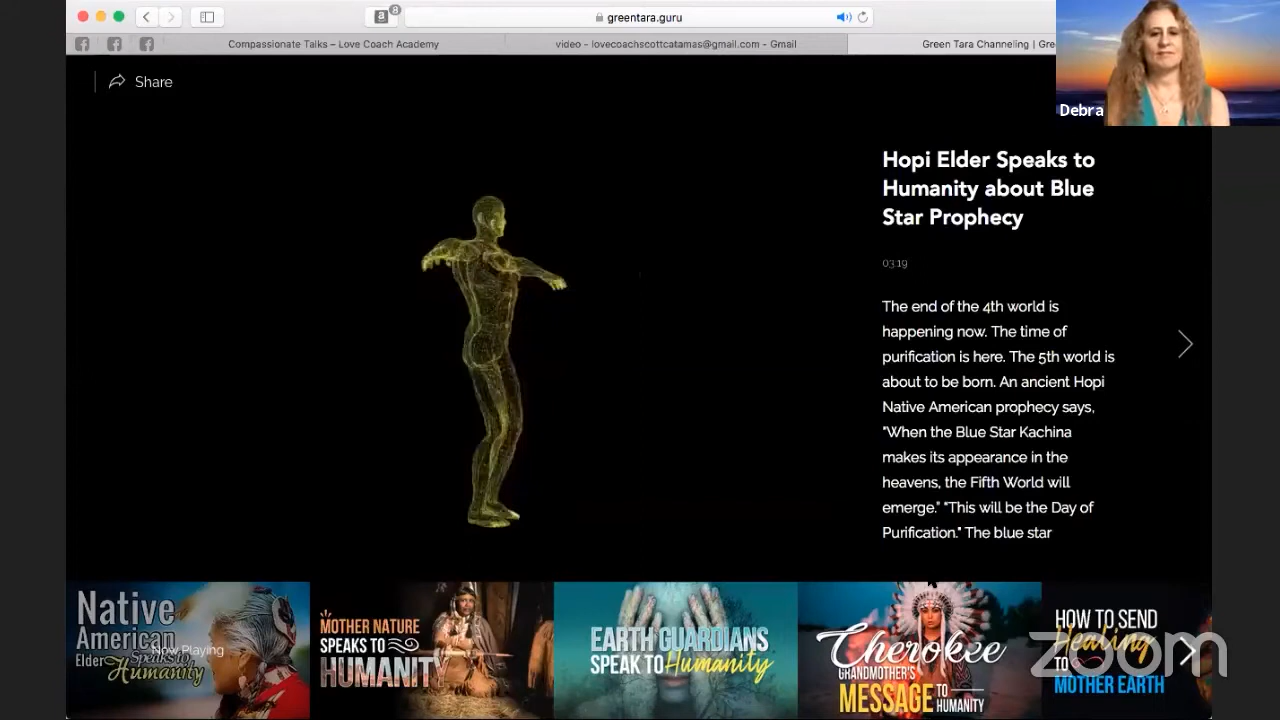 8
greentara.guru
Compassionate Talks – Love Coach Academy
video - lovecoachscottcatamas@gmail.com - Gmail
Green Tara Channeling | Gre
Debra
Share
Hopi Elder Speaks to
Humanity about Blue
Star Prophecy
03:19
The end of the 4th world is
happening now. The time of
purification is here. The 5th world is
about to be born. An ancient Hopi
Native American prophecy says,
"When the Blue Star Kachina
makes its appearance in the
heavens, the Fifth World will
emerge." "This will be the Day of
Purification." The blue star
Native
American
Elder Speaks to
Humanity
Now Playing
MOTHER NATURE
SPEAKS TO
HUMANITY
EARTH GUARDIANS
SPEAK TO Humanity
Cherokee
GRANDMOTHER'S
MESSAGE TO
HUMANITY
HOW TO SEND
Healing
TO
MOTHER EARTH
zoom